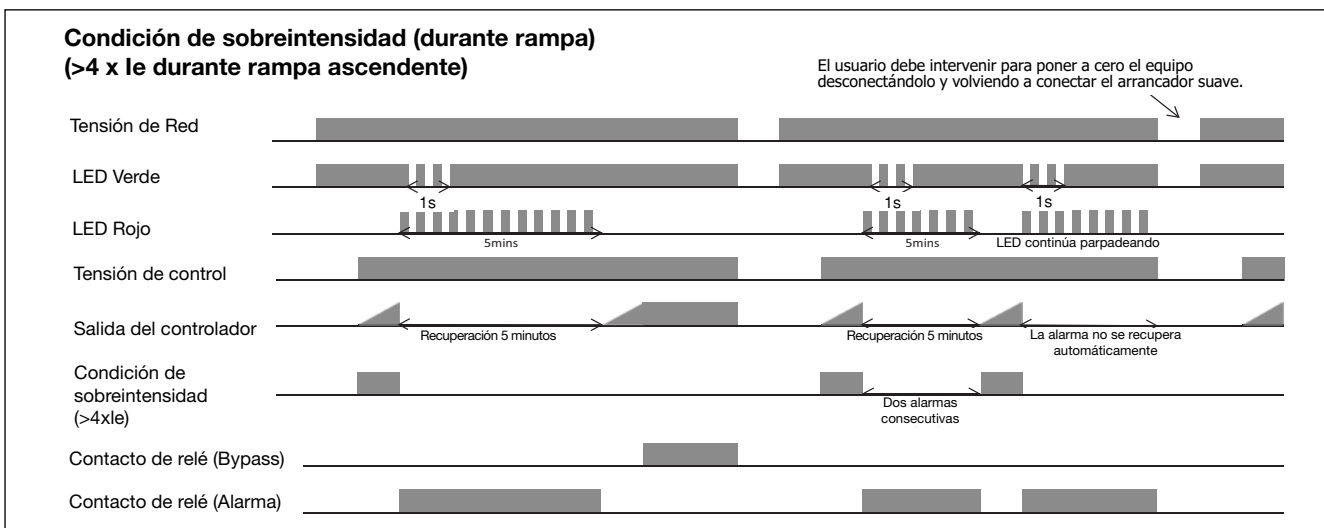 Condición de sobreintensidad (durante rampa)
(>4 x Ie durante rampa ascendente)
El usuario debe intervenir para poner a cero el equipo
desconectándolo y volviendo a conectar el arrancador suave.
Tensión de Red
LED Verde
1s
1s
1s
LED Rojo
5mins
5mins
LED continúa parpadeando
Tensión de control
Salida del controlador
Recuperación 5 minutos
Recuperación 5 minutos
La alarma no se recupera
automáticamente
Condición de
sobreintensidad
(>4xIe)
Dos alarmas
consecutivas
Contacto de relé (Bypass)
Contacto de relé (Alarma)